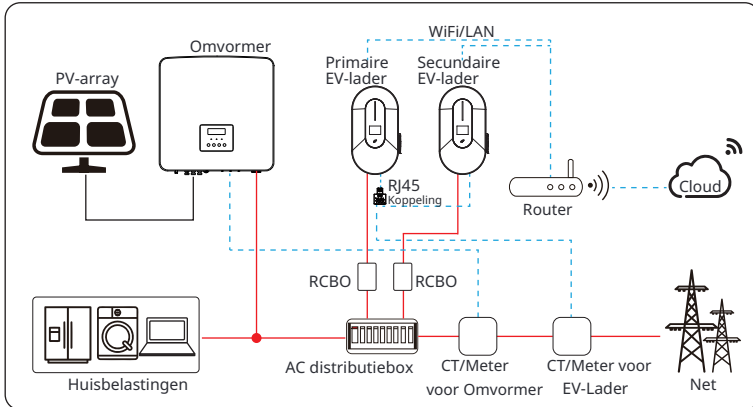 WiFi/LAN
Omvormer
Primaire
EV-lader
Secundaire
EV-lader
PV-array
RJ45
Koppeling
Cloud
Router
RCBO
RCBO
AC distributiebox
CT/Meter
voor Omvormer
CT/Meter voor
EV-Lader
Huisbelastingen
Net